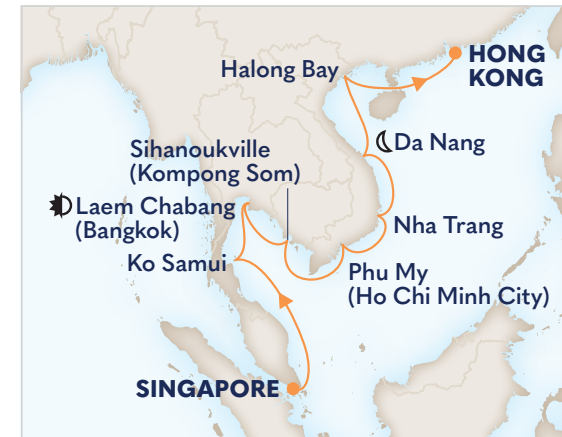 HONG
KONG
Halong Bay
Da Nang
Sihanoukville
(Kompong Som)
Laem Chabang
(Bangkok)
Nha Trang
Ko Samui
Phu My
(Ho Chi Minh City)
SINGAPORE